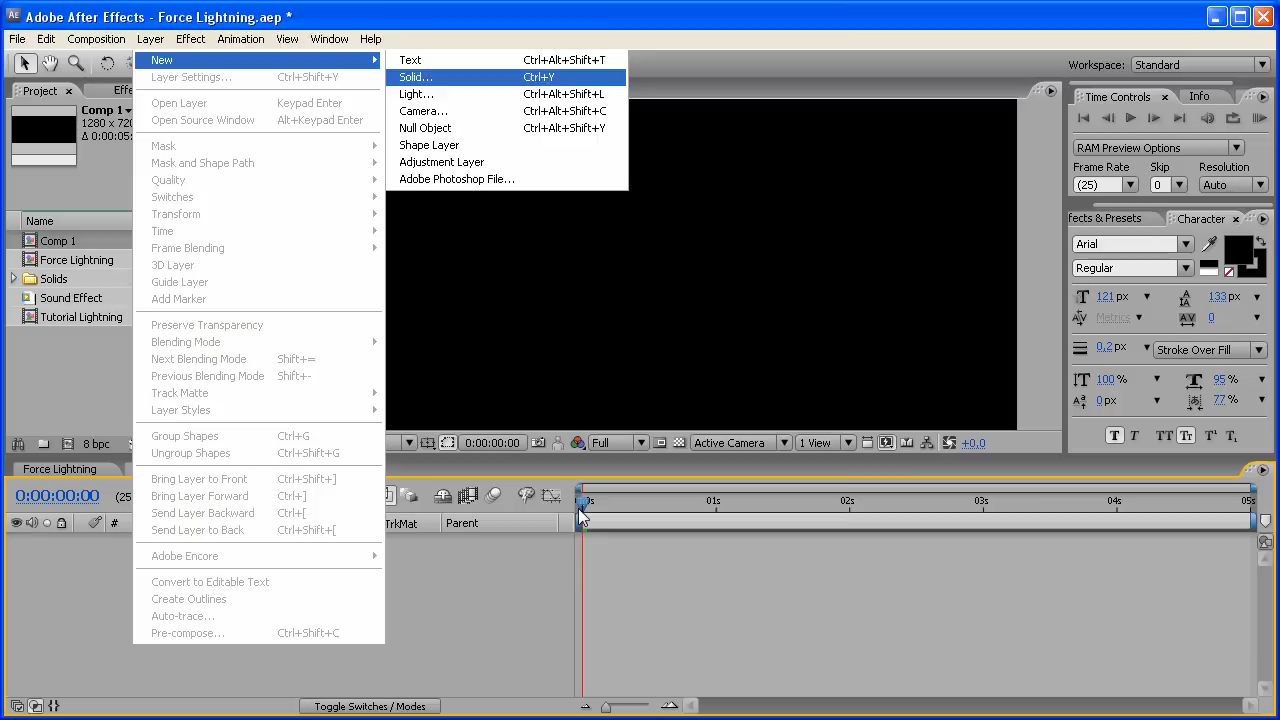 Adobe After Effects - Force Lightning.aep *
File Edit Composition Layer Effect Animation View Window Help
Workspace: Standard
Project
Effe
Comp 1
1280 x 720
Δ 0:00:05:
Name
Comp 1
Force Lightning
Solids
Sound Effect
Tutorial Lightning
8 bpc
New
Layer Settings... Ctrl+Shift+Y
Open Layer Keypad Enter
Open Source Window Alt+Keypad Enter
Mask
Mask and Shape Path
Quality
Switches
Transform
Time
Frame Blending
3D Layer
Guide Layer
Add Marker
Preserve Transparency
Blending Mode
Next Blending Mode Shift+=
Previous Blending Mode Shift+-
Track Matte
Layer Styles
Group Shapes Ctrl+G
Ungroup Shapes Ctrl+Shift+G
Bring Layer to Front Ctrl+Shift+]
Bring Layer Forward Ctrl+]
Send Layer Backward Ctrl+[
Send Layer to Back Ctrl+Shift+[
Adobe Encore
Convert to Editable Text
Create Outlines
Auto-trace...
Pre-compose... Ctrl+Shift+C
Text Ctrl+Alt+Shift+T
Solid... Ctrl+Y
Light... Ctrl+Alt+Shift+L
Camera... Ctrl+Alt+Shift+C
Null Object Ctrl+Alt+Shift+Y
Shape Layer
Adjustment Layer
Adobe Photoshop File...
0:00:00:00 Full Active Camera 1 View +0,0
Time Controls Info
RAM Preview Options
Frame Rate Skip Resolution
(25) 0 Auto
fects & Presets Character
Arial
Regular
121 px 133 px
Metrics 0
0,2 px Stroke Over Fill
100 % 95 %
0 px 77 %
T T TT Tr T¹ T₁
Force Lightning
0:00:00:00 (25
# TrkMat Parent
0s 01s 02s 03s 04s 05s
Toggle Switches / Modes